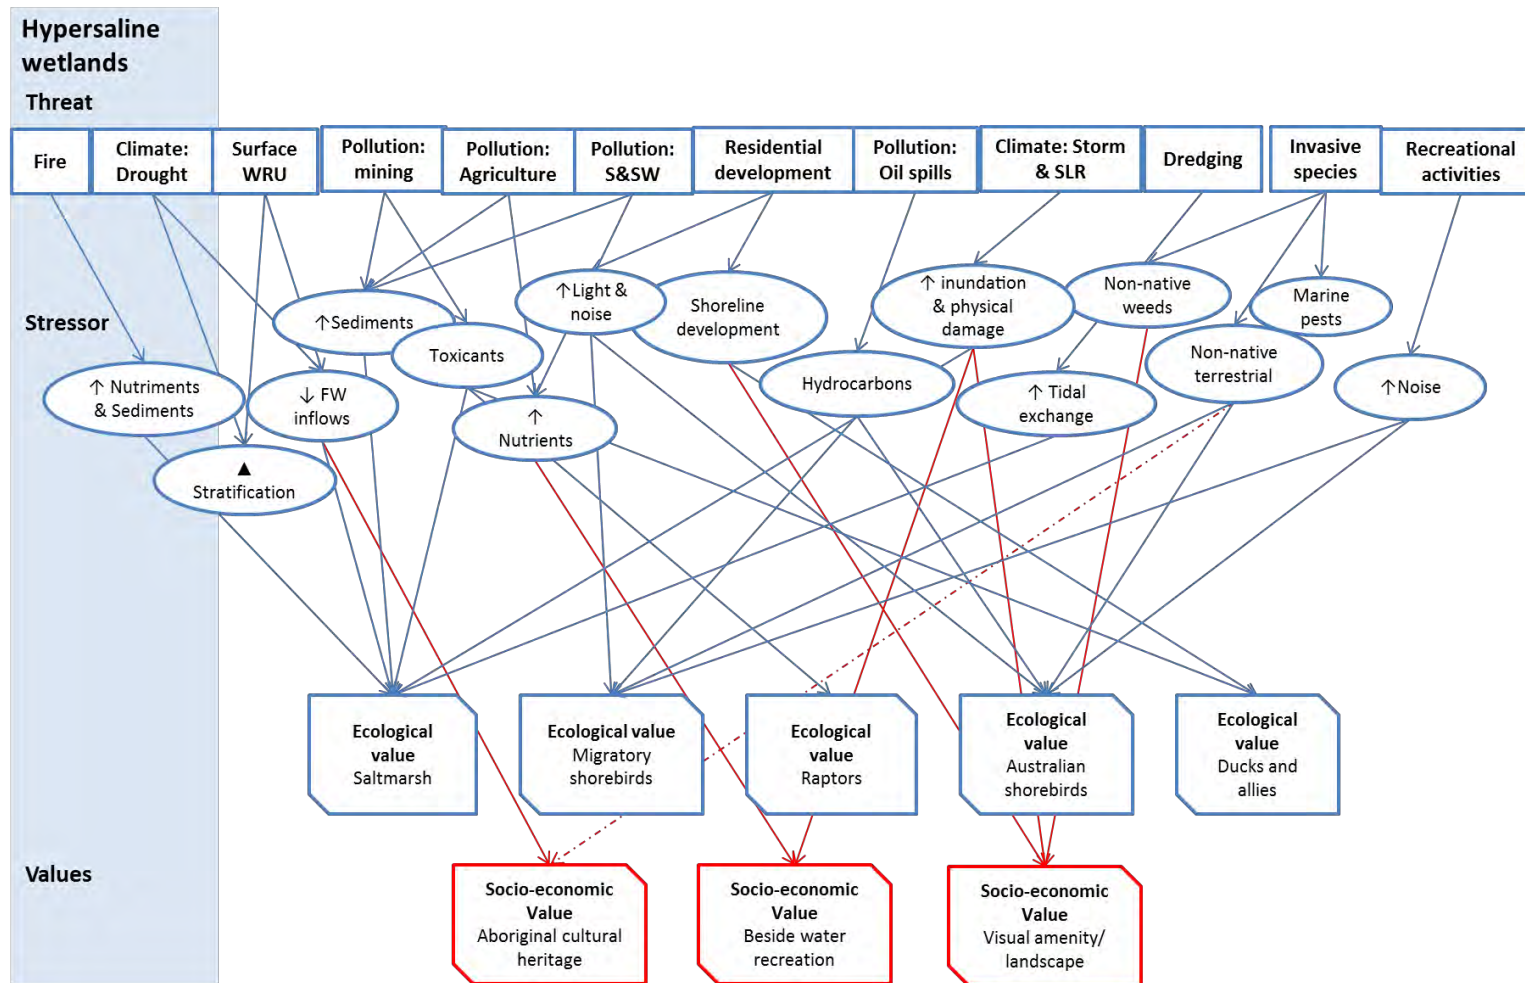 Hypersaline
wetlands
Threat
Fire
Climate:
Drought
Surface
WRU
Pollution:
mining
Pollution:
Agriculture
Pollution:
S&SW
Residential
development
Pollution:
Oil spills
Climate: Storm
& SLR
Dredging
Invasive
species
Recreational
activities
Stressor
↑ Nutriments
& Sediments
▲
Stratification
↓ FW
inflows
↑Sediments
Toxicants
↑
Nutrients
↑Light &
noise
Shoreline
development
Hydrocarbons
↑ inundation
& physical
damage
↑ Tidal
exchange
Non-native
weeds
Non-native
terrestrial
Marine
pests
↑Noise
Values
Ecological
value
Saltmarsh
Ecological value
Migratory
shorebirds
Ecological
value
Raptors
Ecological
value
Australian
shorebirds
Ecological
value
Ducks and
allies
Socio-economic
Value
Aboriginal cultural
heritage
Socio-economic
Value
Beside water
recreation
Socio-economic
Value
Visual amenity/
landscape